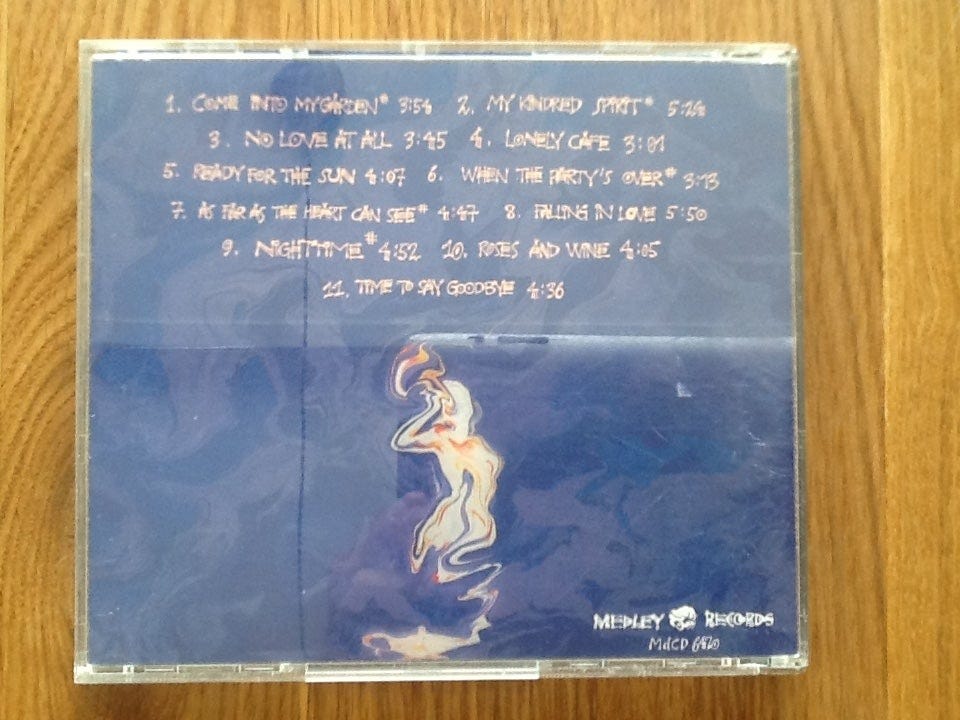 1. COME INTO MY GARDEN* 3:54 2. MY KINDRED SPIRIT* 5:28
3. NO LOVE AT ALL 3:45 4. LONELY CAFE 3:01
5. READY FOR THE SUN 4:07 6. WHEN THE PARTY'S OVER# 3:13
7. AS FAR AS THE HEART CAN SEE# 4:47 8. FALLING IN LOVE 5:50
9. NIGHTTIME# 4:52 10. ROSES AND WINE 4:05
11. TIME TO SAY GOODBYE 4:36
MEDLEY RECORDS
MdCD